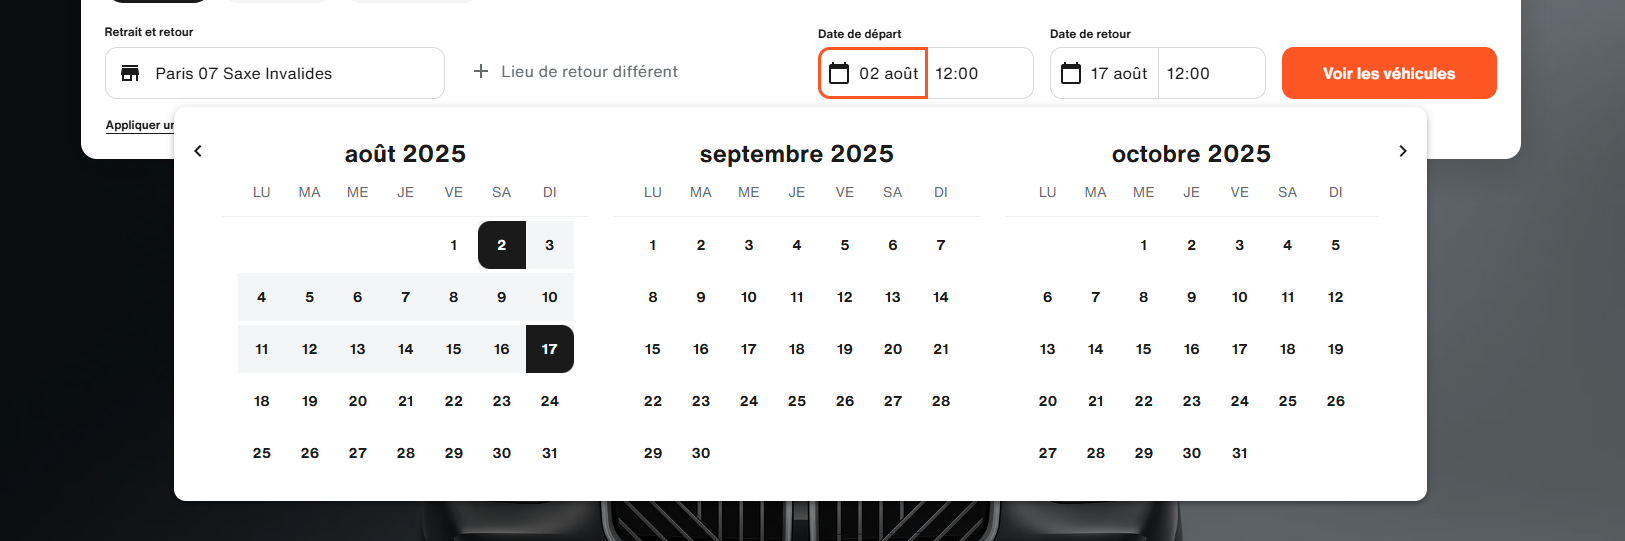 Retrait et retour
Date de départ
Date de retour
Paris 07 Saxe Invalides
Lieu de retour différent
02 août
12:00
17 août
12:00
Voir les véhicules
Appliquer
août 2025
septembre 2025
octobre 2025
LU MA ME JE VE SA DI
1 2 3
4 5 6 7 8 9 10
11 12 13 14 15 16 17
18 19 20 21 22 23 24
25 26 27 28 29 30 31
LU MA ME JE VE SA DI
1 2 3 4 5 6 7
8 9 10 11 12 13 14
15 16 17 18 19 20 21
22 23 24 25 26 27 28
29 30
LU MA ME JE VE SA DI
1 2 3 4 5
6 7 8 9 10 11 12
13 14 15 16 17 18 19
20 21 22 23 24 25 26
27 28 29 30 31